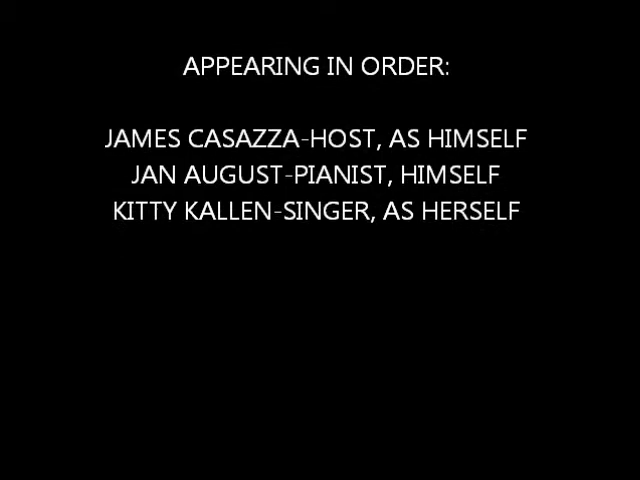 APPEARING IN ORDER:
JAMES CASAZZA-HOST, AS HIMSELF
JAN AUGUST-PIANIST, HIMSELF
KITTY KALLEN-SINGER, AS HERSELF